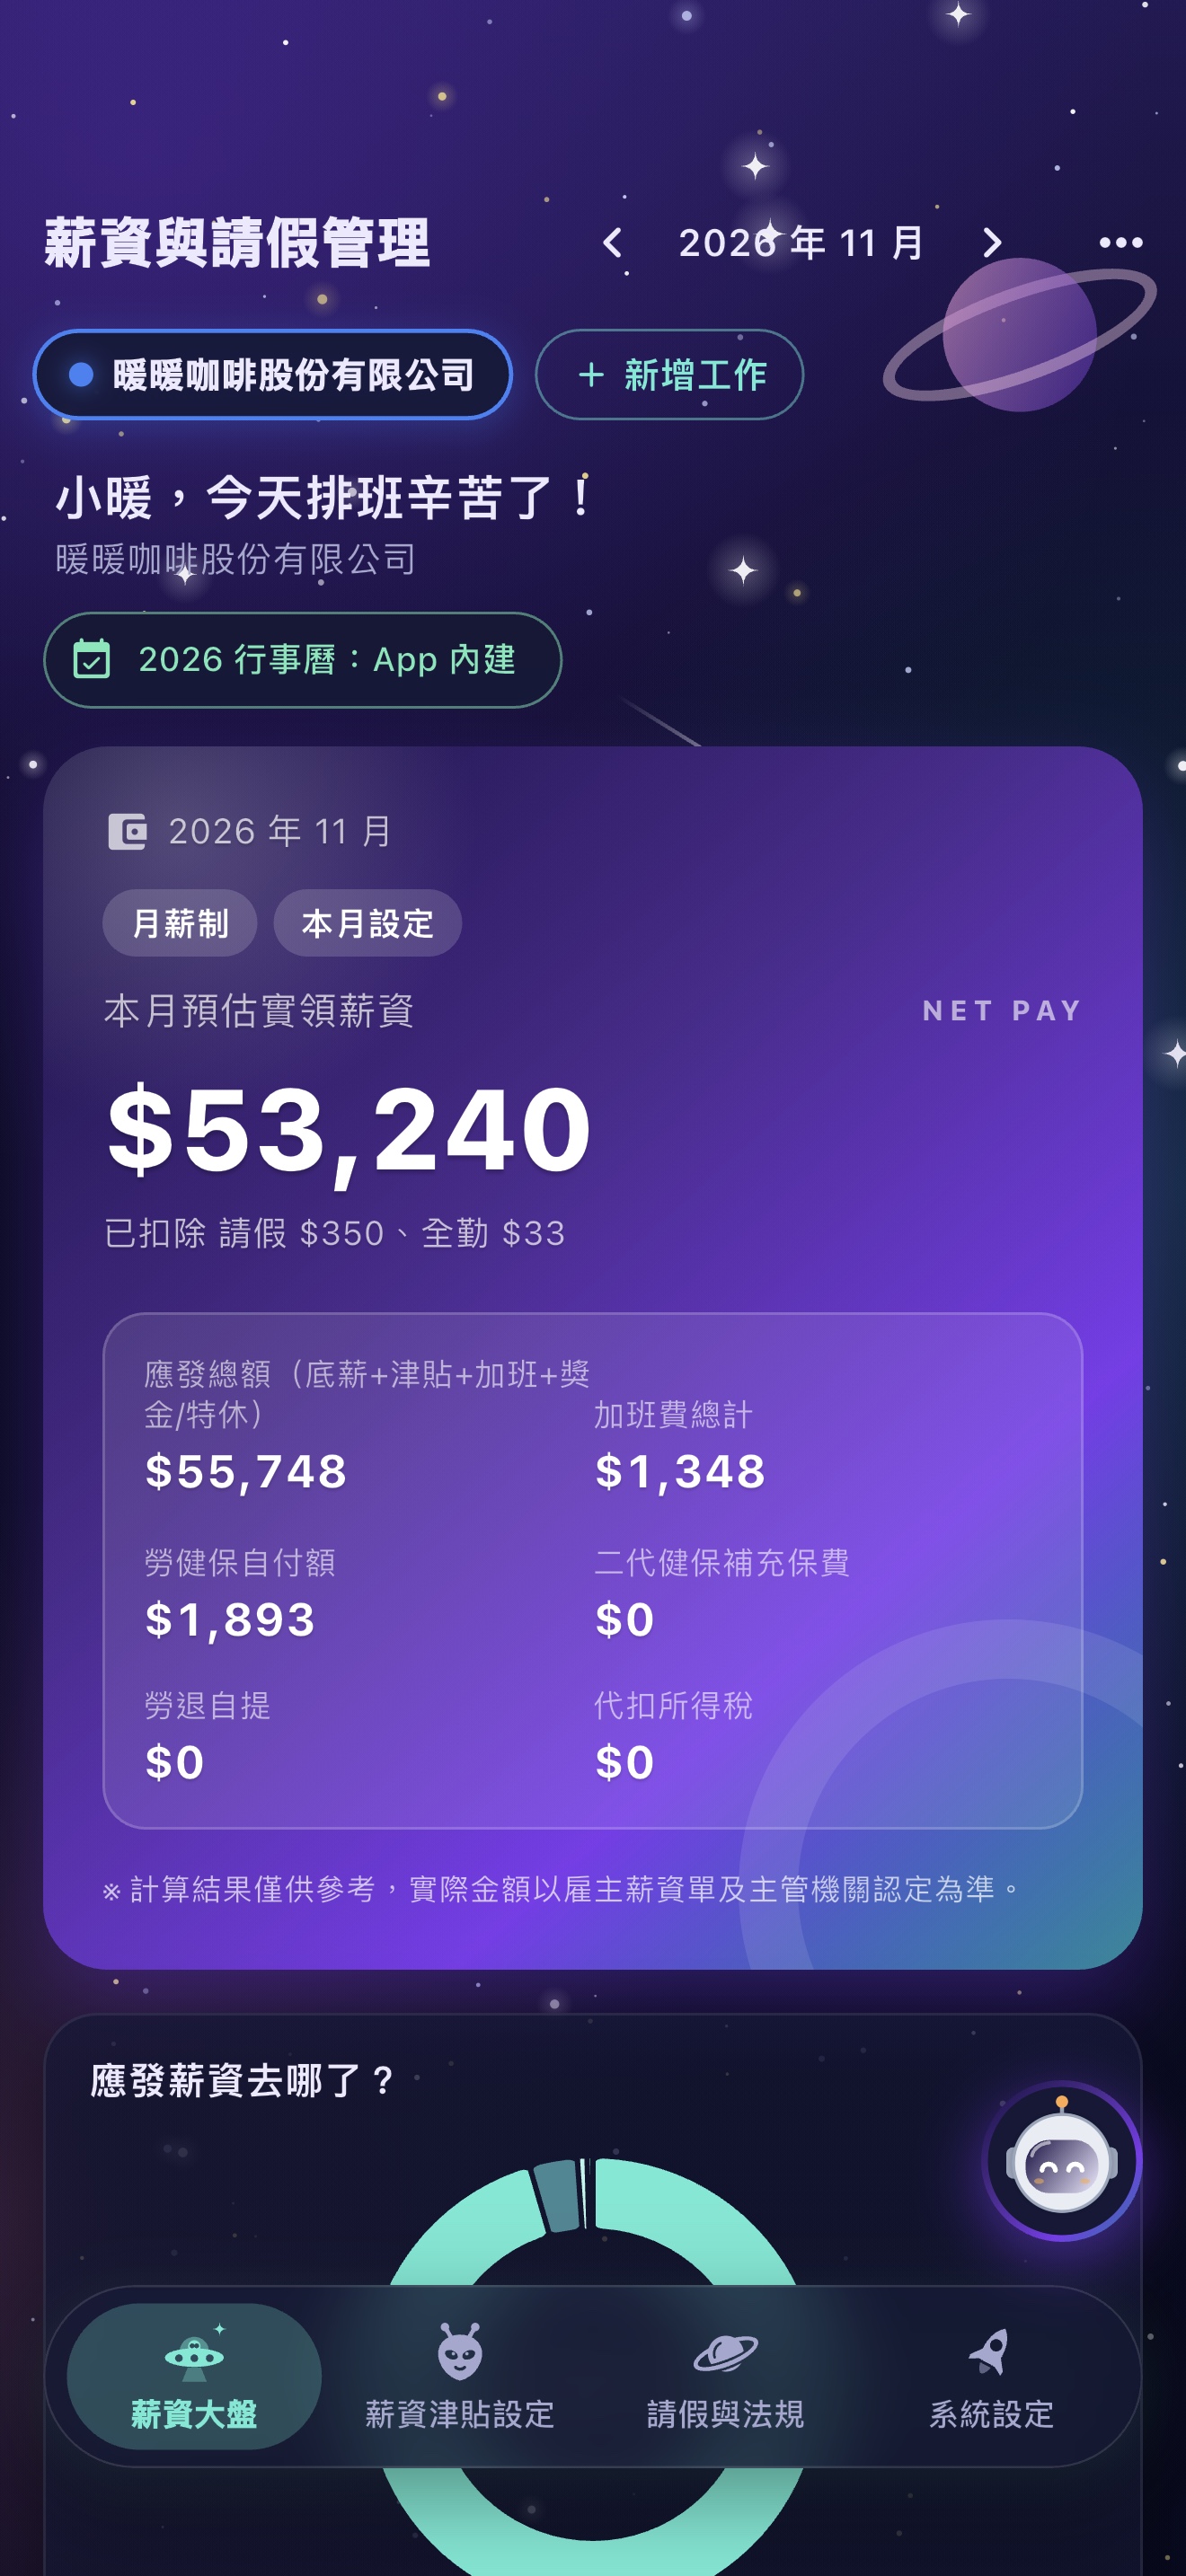 薪資與請假管理
2026 年 11 月
暖暖咖啡股份有限公司
+ 新增工作
小暖，今天排班辛苦了！
暖暖咖啡股份有限公司
2026 行事曆：App 內建
2026 年 11 月
月薪制
本月設定
本月預估實領薪資
NET PAY
$53,240
已扣除 請假 $350、全勤 $33
應發總額（底薪+津貼+加班+獎
金/特休）
$55,748
加班費總計
$1,348
勞健保自付額
$1,893
二代健保補充保費
$0
勞退自提
$0
代扣所得稅
$0
※ 計算結果僅供參考，實際金額以雇主薪資單及主管機關認定為準。
應發薪資去哪了？
薪資大盤
薪資津貼設定
請假與法規
系統設定